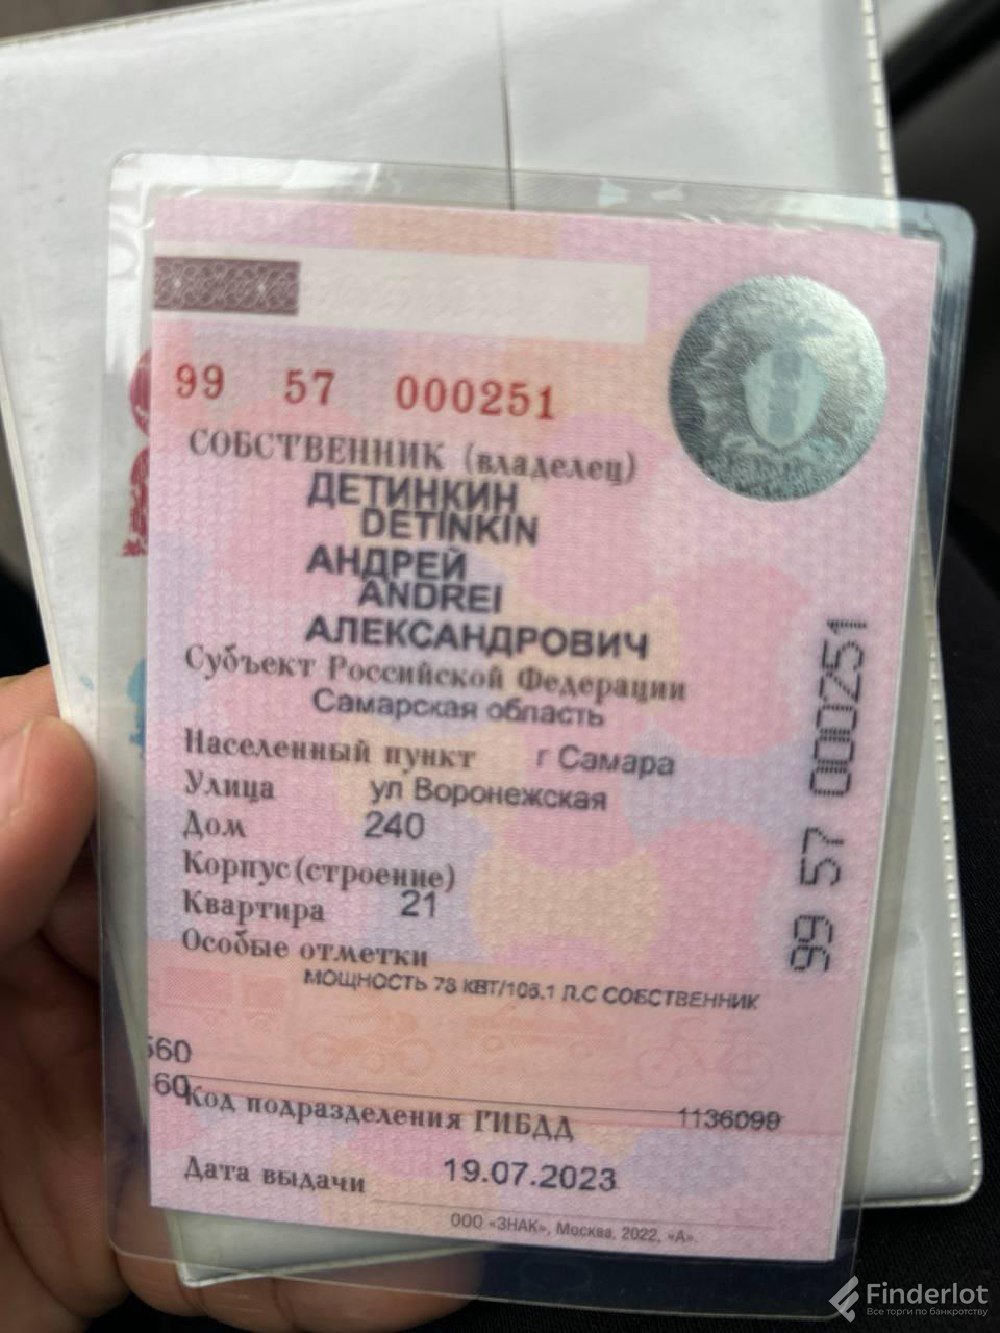 99 57 000251
СОБСТВЕННИК (владелец)
ДЕТИНКИН
DETINKIN
АНДРЕЙ
ANDREI
АЛЕКСАНДРОВИЧ
Субъект Российской Федерации
Самарская область
Населенный пункт г Самара
Улица ул Воронежская
Дом 240
Корпус(строение)
Квартира 21
Особые отметки
МОЩНОСТЬ 78 КВТ/106.1 Л.С СОБСТВЕННИК
560
60
Код подразделения ГИБДД 1136099
Дата выдачи 19.07.2023
ООО «ЗНАК», Москва, 2022, «А».
99 57 000251
Finderlot
Все торги по банкротству